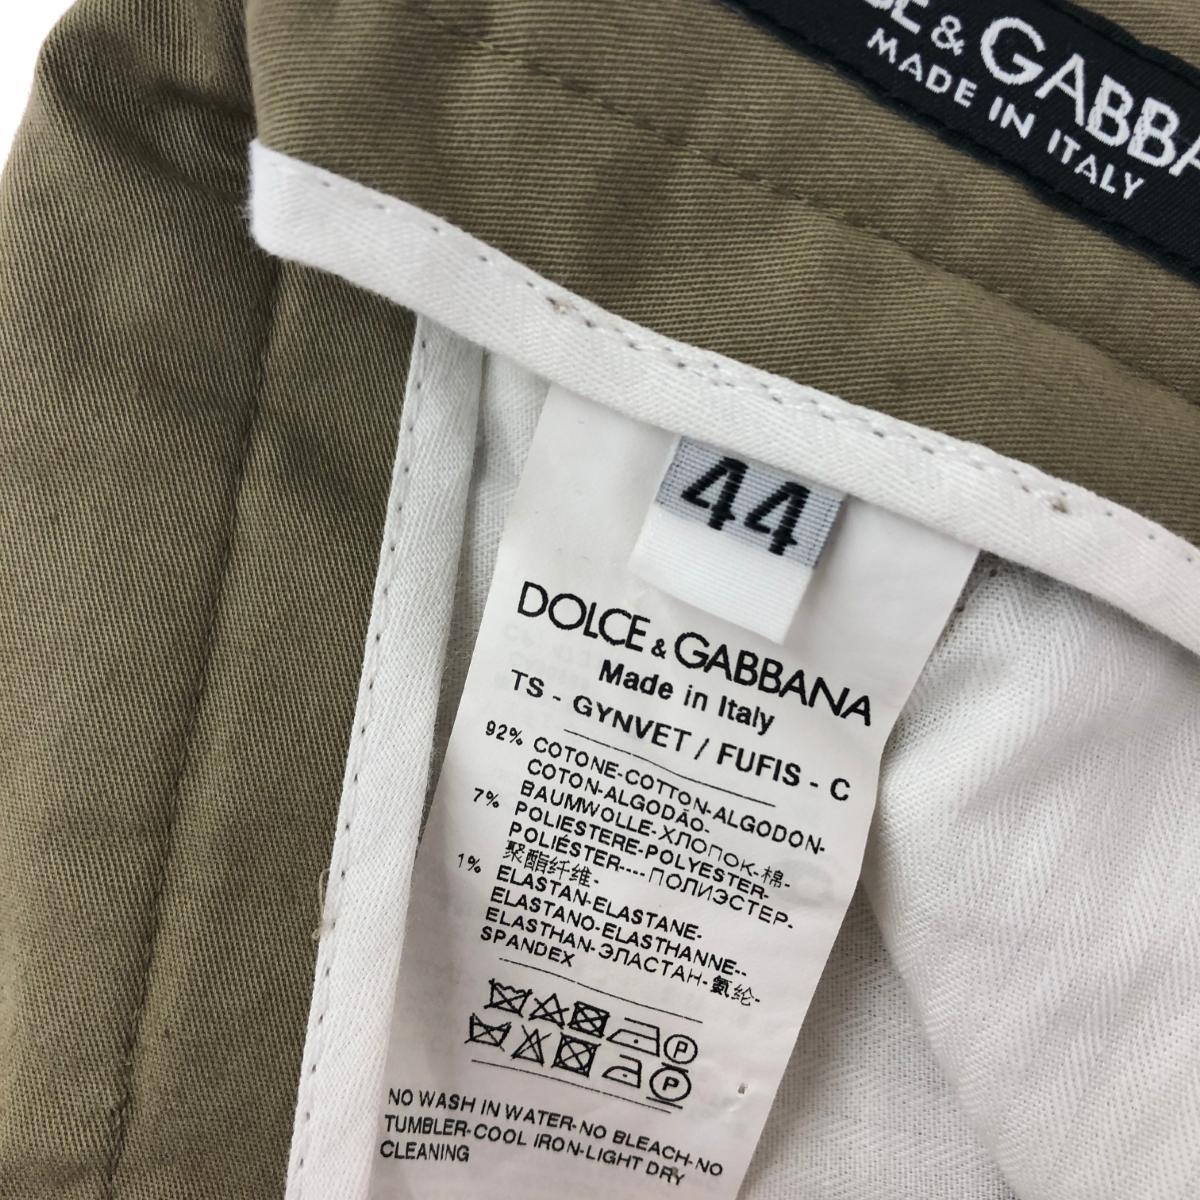 & GABBA
MADE IN ITALY
44
DOLCE & GABBANA
Made in Italy
TS - GYNVET / FUFIS - C
92% COTONE-COTTON-ALGODON-
COTON-ALGODÃO-
BAUMWOLLE-ХЛОПОК-棉-
7% POLIESTERE-POLYESTER-
POLIÉSTER----ПОЛИЭСТЕР-
聚酯纤维-
1% ELASTAN-ELASTANE-
ELASTANO-ELASTHANNE--
ELASTHAN-ЭЛАСТАН-氨纶-
SPANDEX
P
P
NO WASH IN WATER-NO BLEACH-NO
TUMBLER-COOL IRON-LIGHT DRY
CLEANING